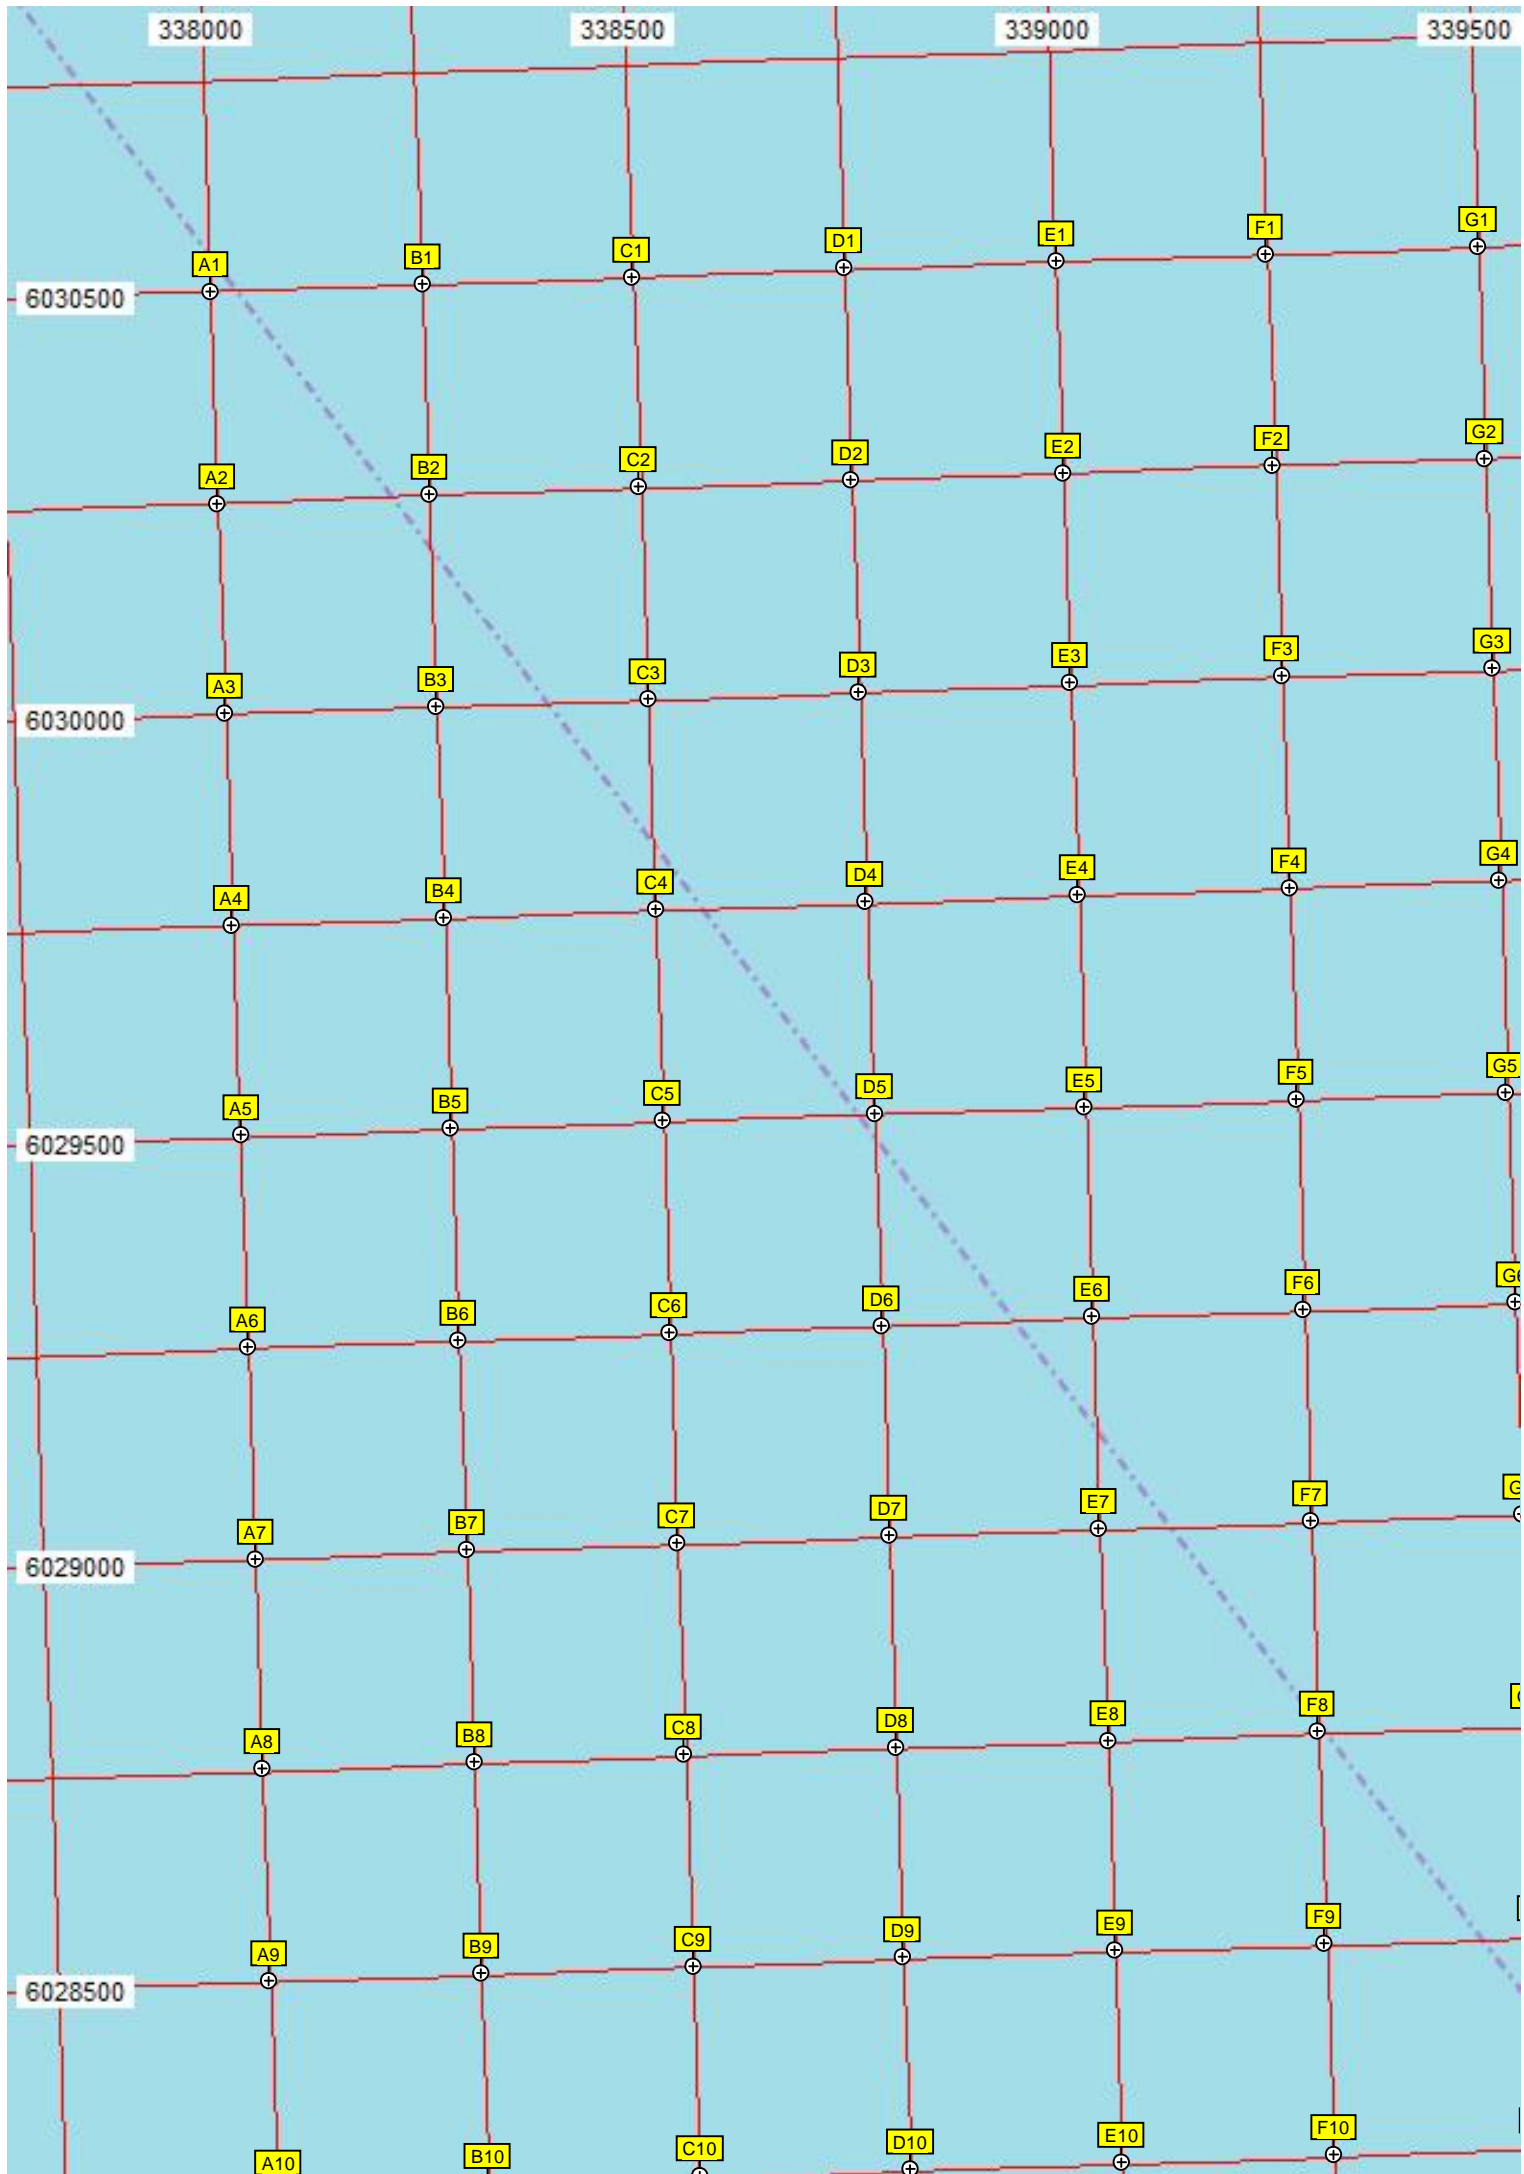 338000 338500 339000 339500
A1 B1 C1 D1 E1 F1 G1
6030500
A2 B2 C2 D2 E2 F2 G2
A3 B3 C3 D3 E3 F3 G3
6030000
A4 B4 C4 D4 E4 F4 G4
A5 B5 C5 D5 E5 F5 G5
6029500
A6 B6 C6 D6 E6 F6
A7 B7 C7 D7 E7 F7
6029000
A8 B8 C8 D8 E8 F8
A9 B9 C9 D9 E9 F9
6028500
A10 B10 C10 D10 E10 F10